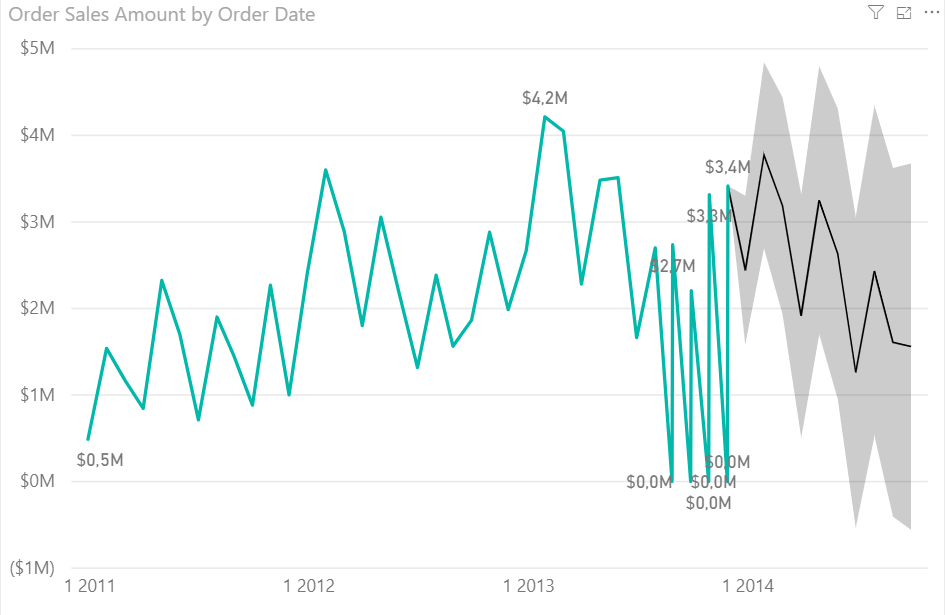 Order Sales Amount by Order Date
$5M
$4,2M
$4M
$3,4M
$3M
$3,3M
$2,7M
$2M
$1M
$0,5M
$0,0M
$0M
$0,0M
$0,0M
$0,0M
($1M)
1 2011
1 2012
1 2013
1 2014